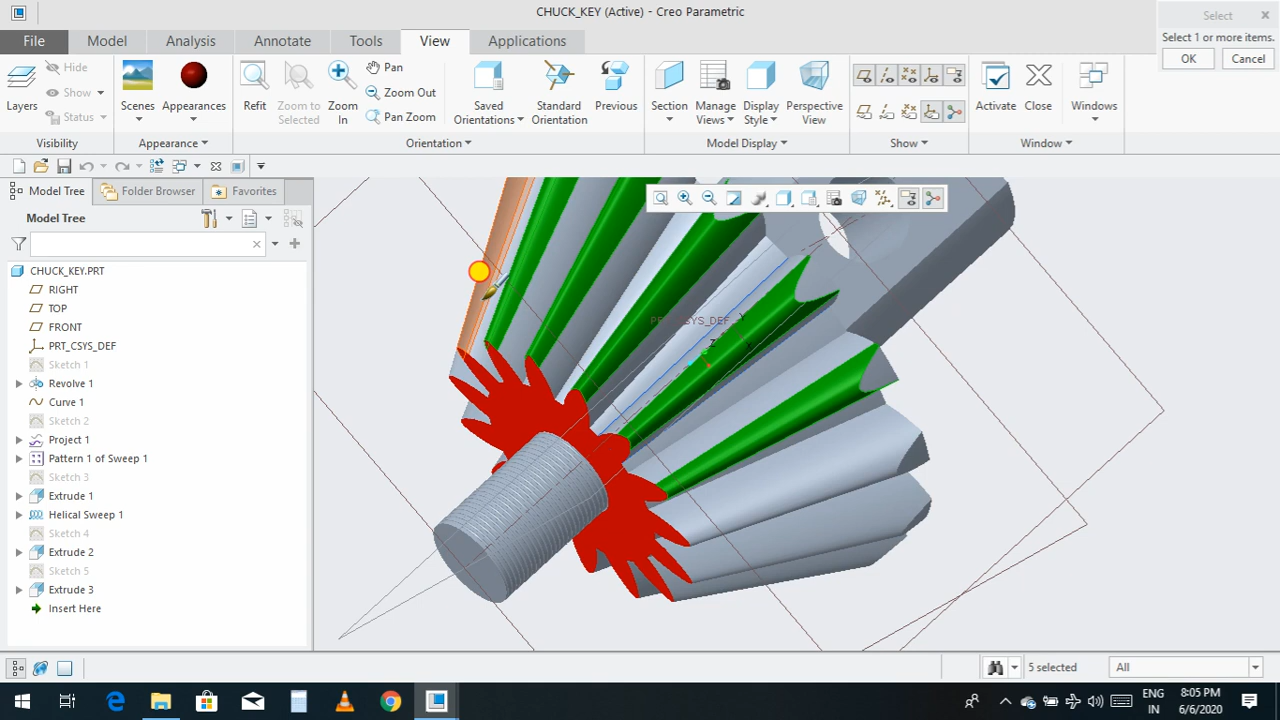 CHUCK_KEY (Active) - Creo Parametric
Select
Select 1 or more items.
OK
Cancel
File
Model
Analysis
Annotate
Tools
View
Applications
Layers
Hide
Show
Status
Visibility
Scenes
Appearances
Appearance
Refit
Zoom to Selected
Zoom In
Pan
Zoom Out
Pan Zoom
Saved Orientations
Standard Orientation
Previous
Orientation
Section
Manage Views
Display Style
Perspective View
Model Display
Show
Activate
Close
Windows
Window
Model Tree
Folder Browser
Favorites
Model Tree
CHUCK_KEY.PRT
RIGHT
TOP
FRONT
PRT_CSYS_DEF
Sketch 1
Revolve 1
Curve 1
Sketch 2
Project 1
Pattern 1 of Sweep 1
Sketch 3
Extrude 1
Helical Sweep 1
Sketch 4
Extrude 2
Sketch 5
Extrude 3
Insert Here
PRT_CSYS_DEF
Y
Z
X
5 selected
All
ENG
IN
8:05 PM
6/6/2020